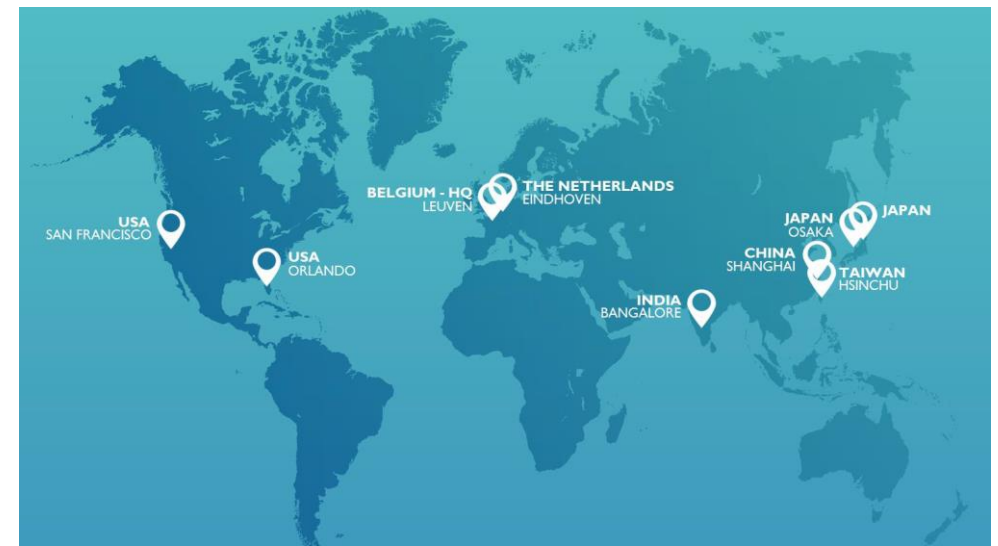 USA
SAN FRANCISCO
USA
ORLANDO
BELGIUM - HQ
LEUVEN
THE NETHERLANDS
EINDHOVEN
INDIA
BANGALORE
JAPAN
OSAKA
JAPAN
CHINA
SHANGHAI
TAIWAN
HSINCHU